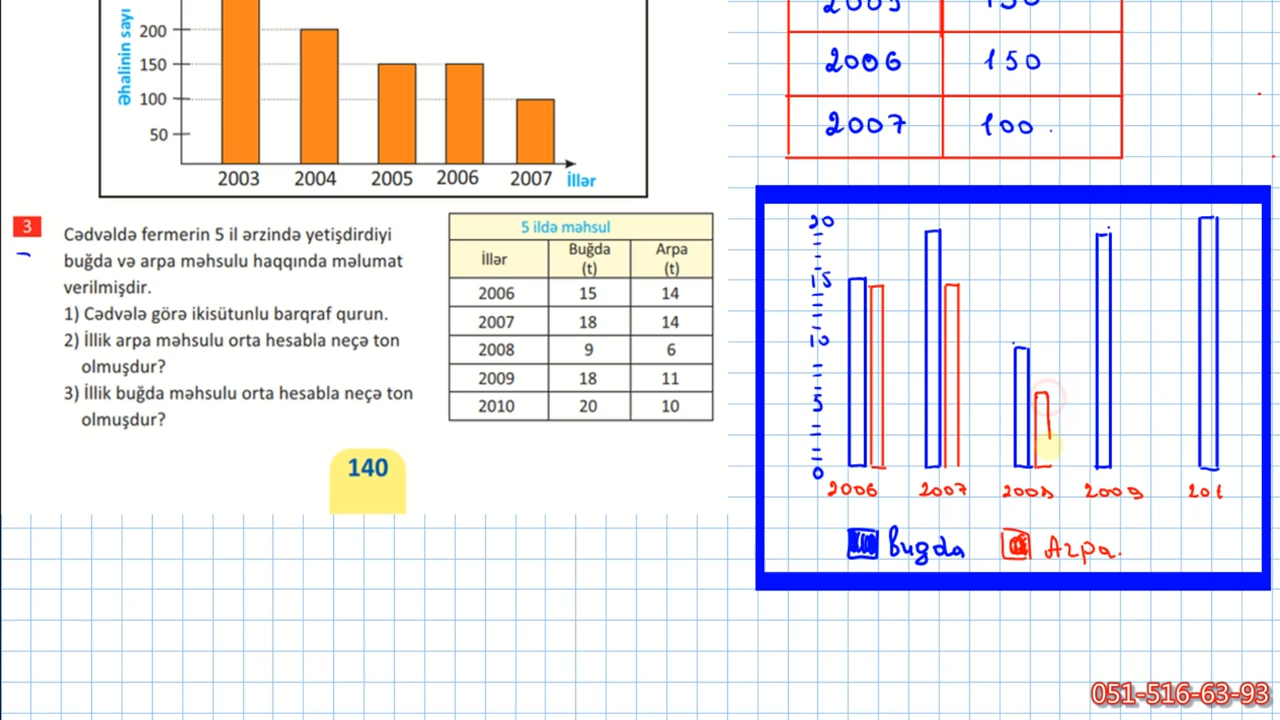 Əhalinin sayı
200
150
100
50
2003 2004 2005 2006 2007 İllər
3
Cədvəldə fermerin 5 il ərzində yetişdirdiyi
buğda və arpa məhsulu haqqında məlumat
verilmişdir.
1) Cədvələ görə ikisütunlu barqraf qurun.
2) İllik arpa məhsulu orta hesabla neçə ton
olmuşdur?
3) İllik buğda məhsulu orta hesabla neçə ton
olmuşdur?
5 ildə məhsul
İllər Buğda (t) Arpa (t)
2006 15 14
2007 18 14
2008 9 6
2009 18 11
2010 20 10
140
2005 150
2006 150
2007 100
20
15
10
5
0
2006 2007 2008 2009 201
Buğda Arpa.
051-516-63-93